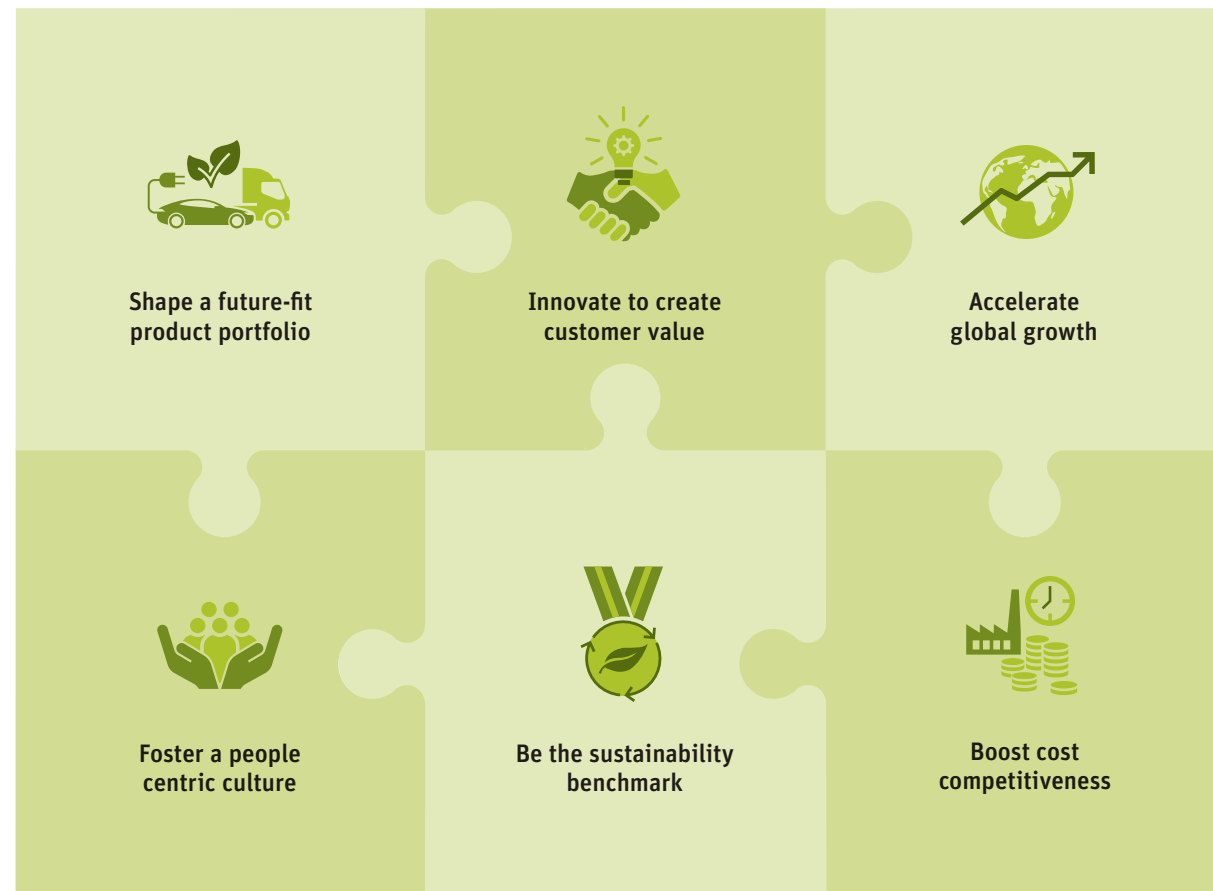 Shape a future-fit
product portfolio
Innovate to create
customer value
Accelerate
global growth
Foster a people
centric culture
Be the sustainability
benchmark
Boost cost
competitiveness